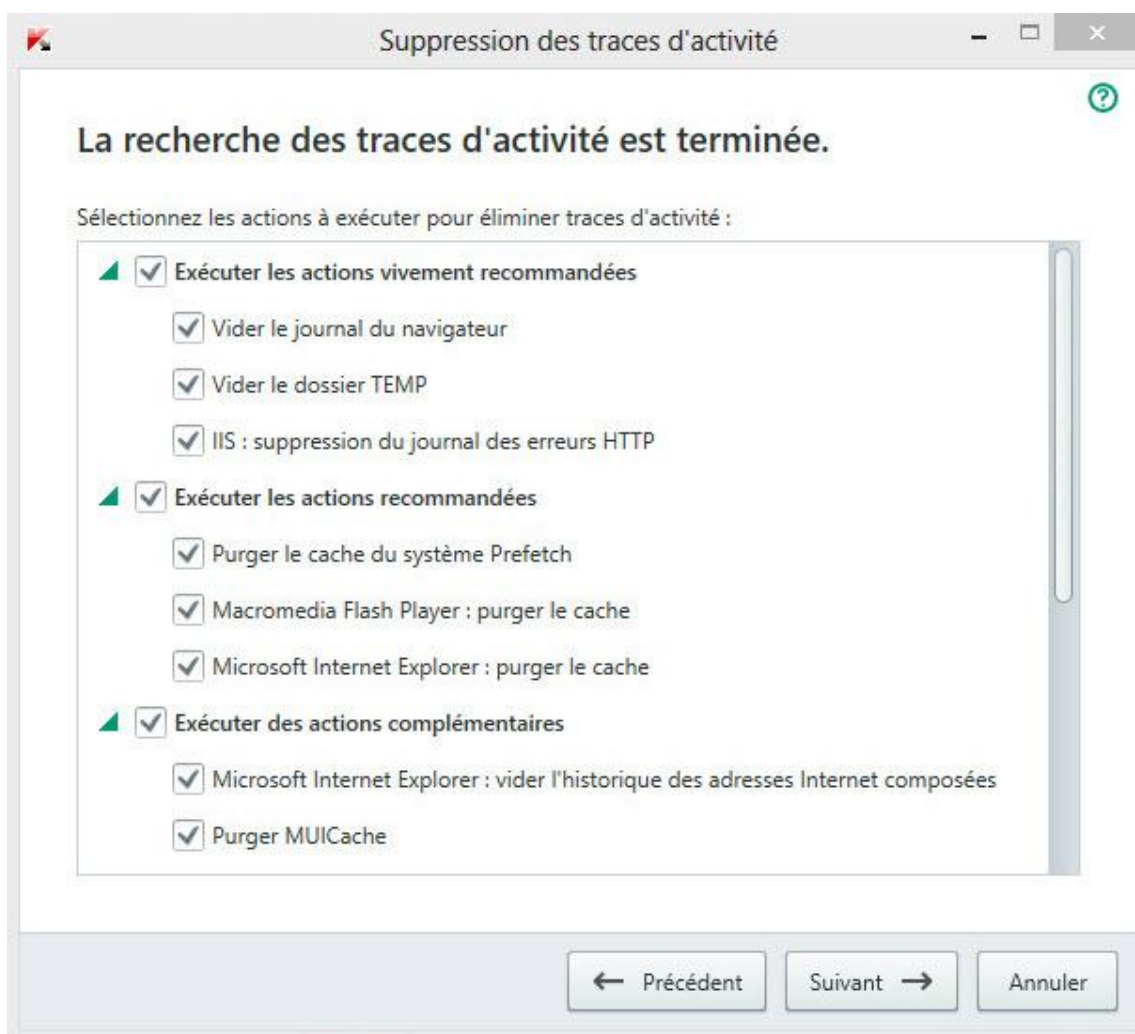 Suppression des traces d'activité
La recherche des traces d'activité est terminée.
Sélectionnez les actions à exécuter pour éliminer traces d'activité :
Exécuter les actions vivement recommandées
Vider le journal du navigateur
Vider le dossier TEMP
IIS : suppression du journal des erreurs HTTP
Exécuter les actions recommandées
Purger le cache du système Prefetch
Macromedia Flash Player : purger le cache
Microsoft Internet Explorer : purger le cache
Exécuter des actions complémentaires
Microsoft Internet Explorer : vider l'historique des adresses Internet composées
Purger MUICache
Précédent
Suivant
Annuler